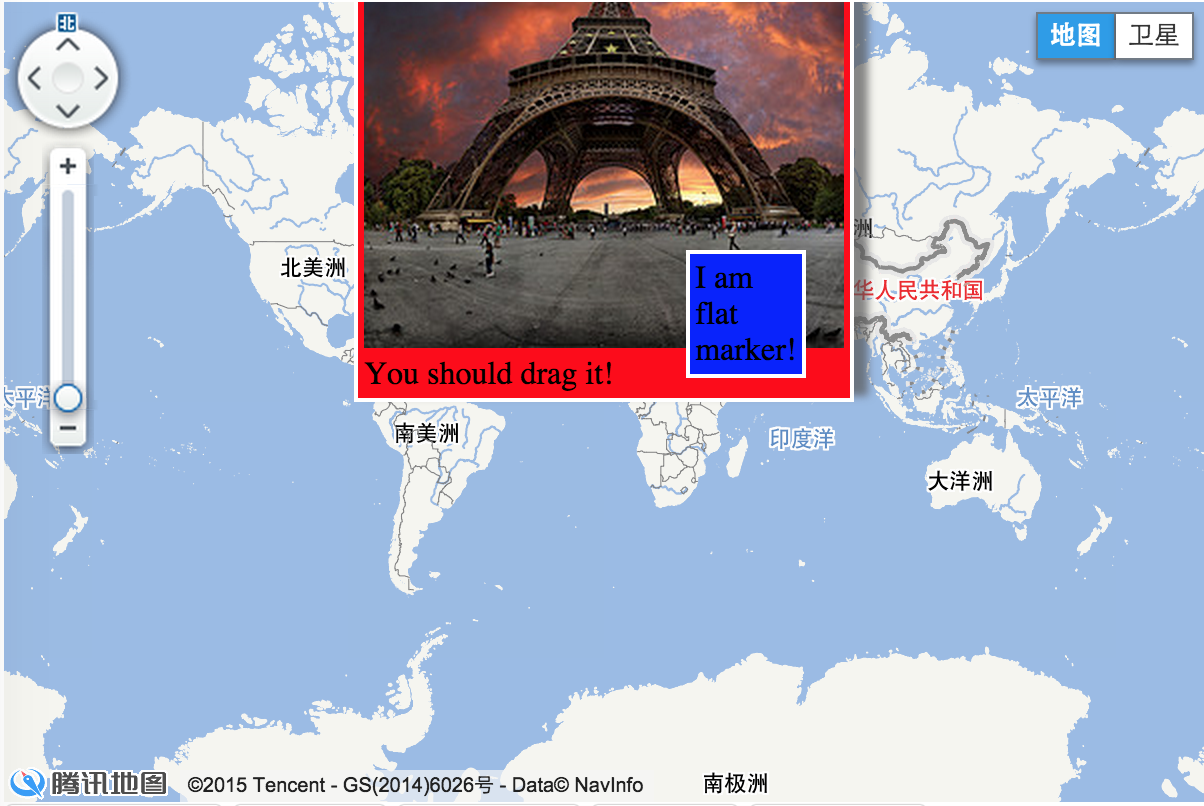 北
地图 卫星
洲
北美洲
I am
flat
marker!
华人民共和国
You should drag it!
太平洋
太平洋
南美洲
印度洋
大洋洲
腾讯地图 ©2015 Tencent - GS(2014)6026号 - Data© NavInfo
南极洲